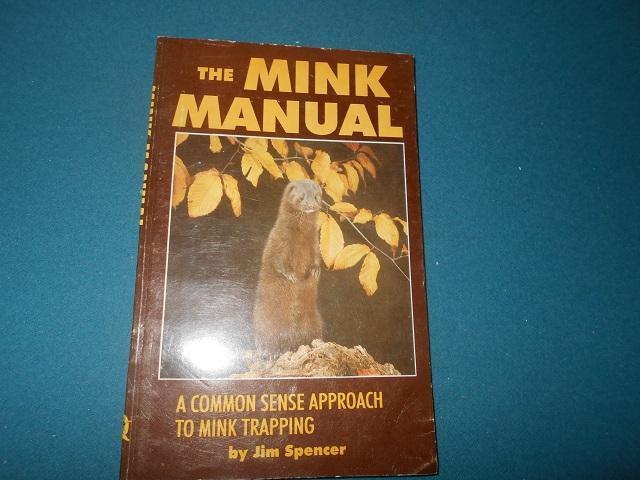 THE MINK
MANUAL
A COMMON SENSE APPROACH
TO MINK TRAPPING
by Jim Spencer